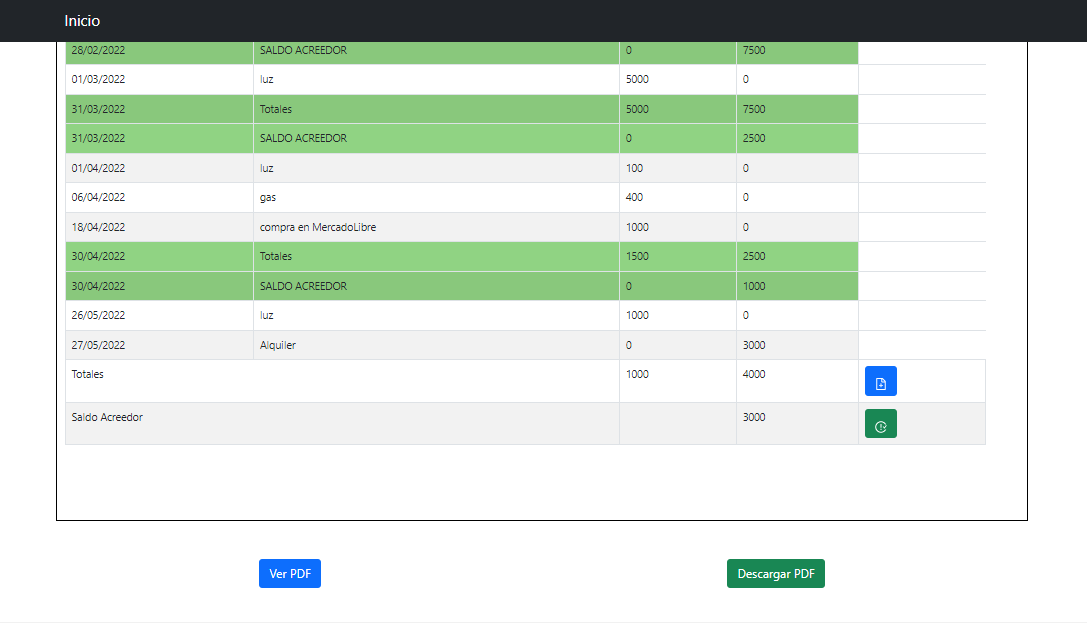 Inicio
28/02/2022 SALDO ACREEDOR 0 7500
01/03/2022 luz 5000 0
31/03/2022 Totales 5000 7500
31/03/2022 SALDO ACREEDOR 0 2500
01/04/2022 luz 100 0
06/04/2022 gas 400 0
18/04/2022 compra en MercadoLibre 1000 0
30/04/2022 Totales 1500 2500
30/04/2022 SALDO ACREEDOR 0 1000
26/05/2022 luz 1000 0
27/05/2022 Alquiler 0 3000
Totales 1000 4000
Saldo Acreedor 3000
Ver PDF Descargar PDF